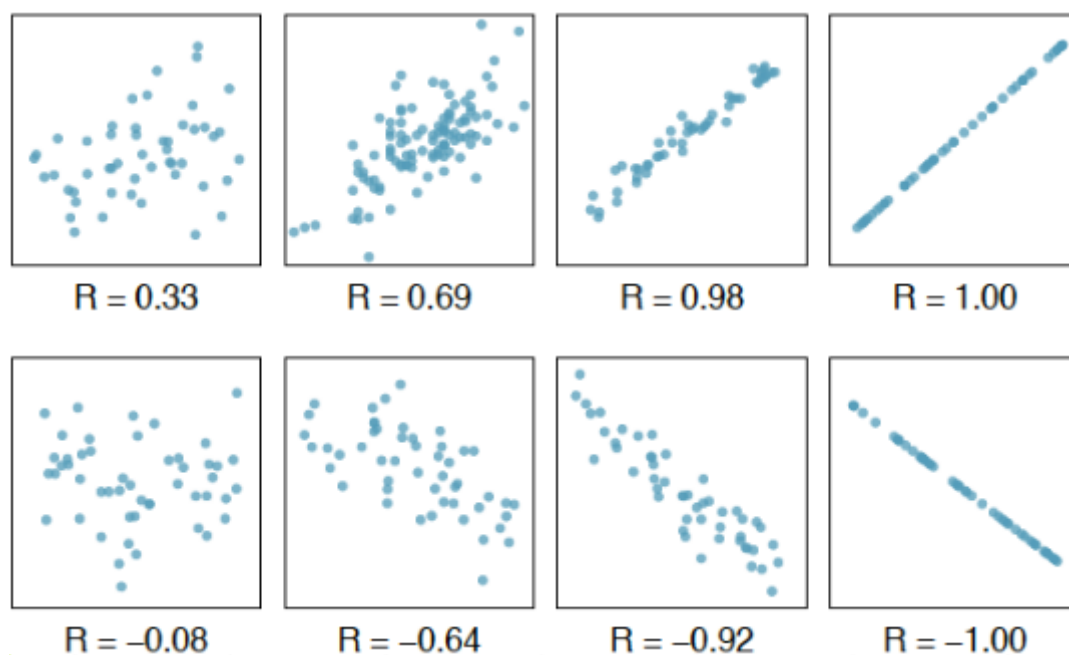 R = 0.33 R = 0.69 R = 0.98 R = 1.00
R = −0.08 R = −0.64 R = −0.92 R = −1.00